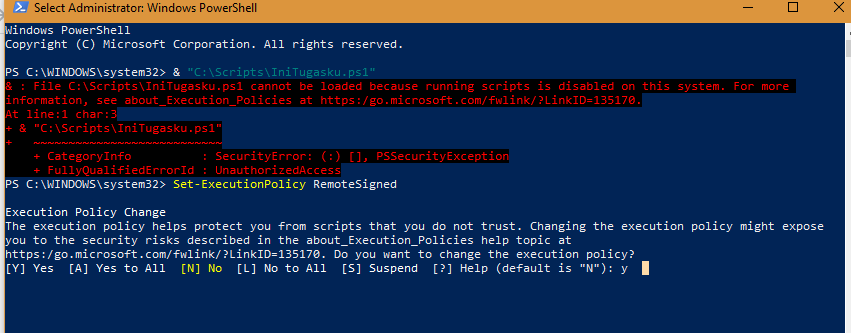 Select Administrator: Windows PowerShell
Windows PowerShell
Copyright (C) Microsoft Corporation. All rights reserved.
PS C:\WINDOWS\system32> & "C:\Scripts\IniTugasku.ps1"
& : File C:\Scripts\IniTugasku.ps1 cannot be loaded because running scripts is disabled on this system. For more
information, see about_Execution_Policies at https:/go.microsoft.com/fwlink/?LinkID=135170.
At line:1 char:3
+ & "C:\Scripts\IniTugasku.ps1"
+   ~~~~~~~~~~~~~~~~~~~~~~~~~~~
+ CategoryInfo          : SecurityError: (:) [], PSSecurityException
+ FullyQualifiedErrorId : UnauthorizedAccess
PS C:\WINDOWS\system32> Set-ExecutionPolicy RemoteSigned
Execution Policy Change
The execution policy helps protect you from scripts that you do not trust. Changing the execution policy might expose
you to the security risks described in the about_Execution_Policies help topic at
https:/go.microsoft.com/fwlink/?LinkID=135170. Do you want to change the execution policy?
[Y] Yes  [A] Yes to All  [N] No  [L] No to All  [S] Suspend  [?] Help (default is "N"): y